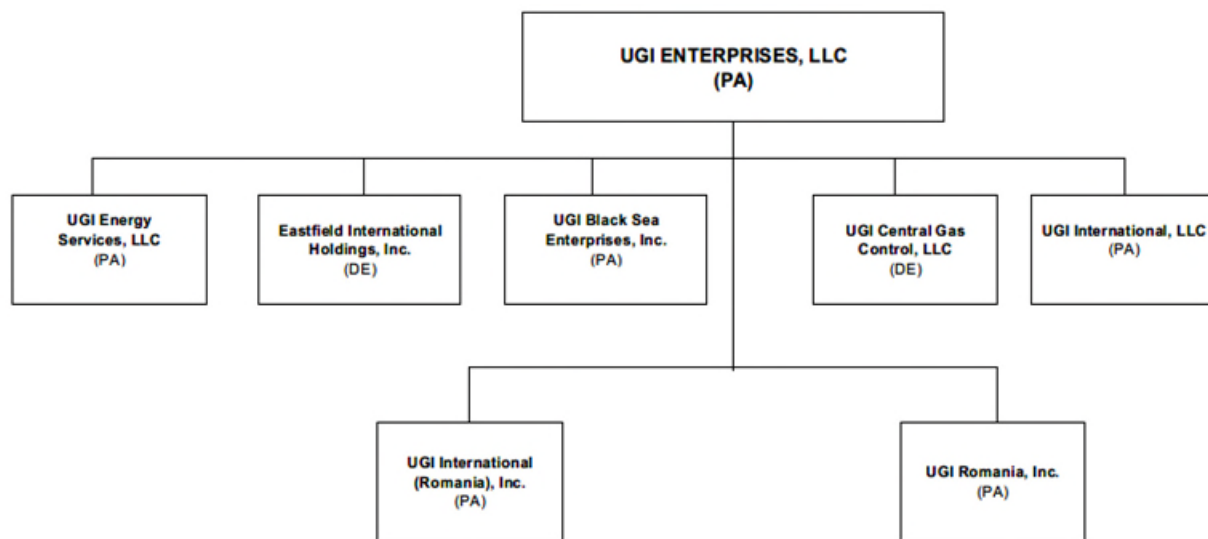 UGI ENTERPRISES, LLC
(PA)
UGI Energy
Services, LLC
(PA)
Eastfield International
Holdings, Inc.
(DE)
UGI Black Sea
Enterprises, Inc.
(PA)
UGI Central Gas
Control, LLC
(DE)
UGI International, LLC
(PA)
UGI International
(Romania), Inc.
(PA)
UGI Romania, Inc.
(PA)